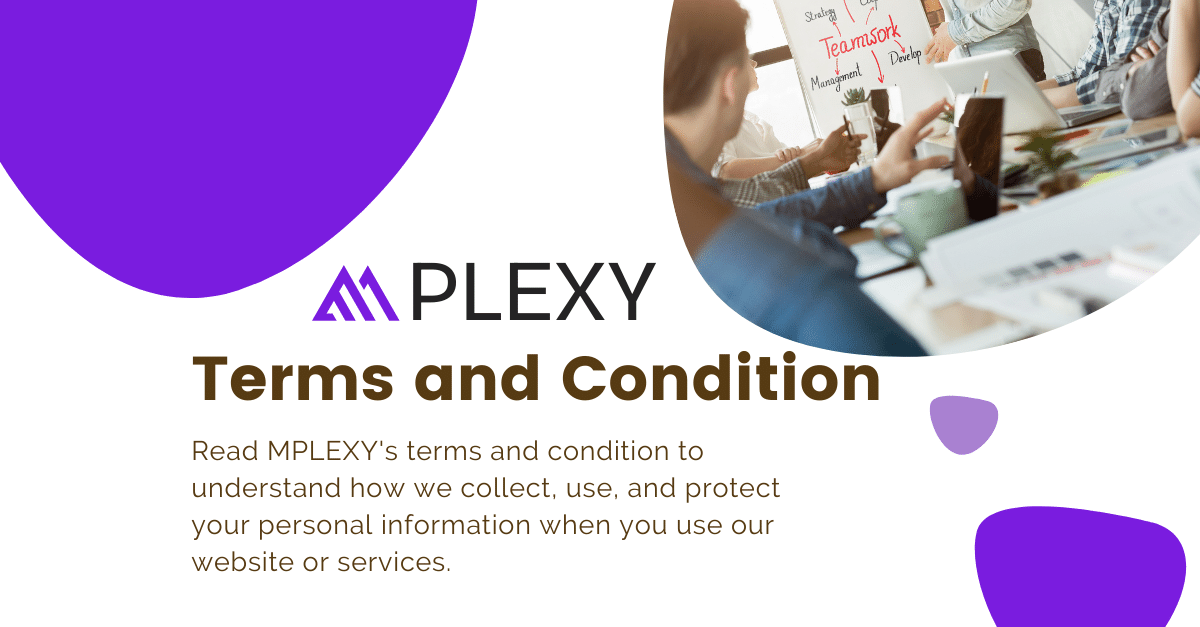 Strategy
Teamwork
Management
Develop
MPLEXY
Terms and Condition
Read MPLEXY's terms and condition to
understand how we collect, use, and protect
your personal information when you use our
website or services.